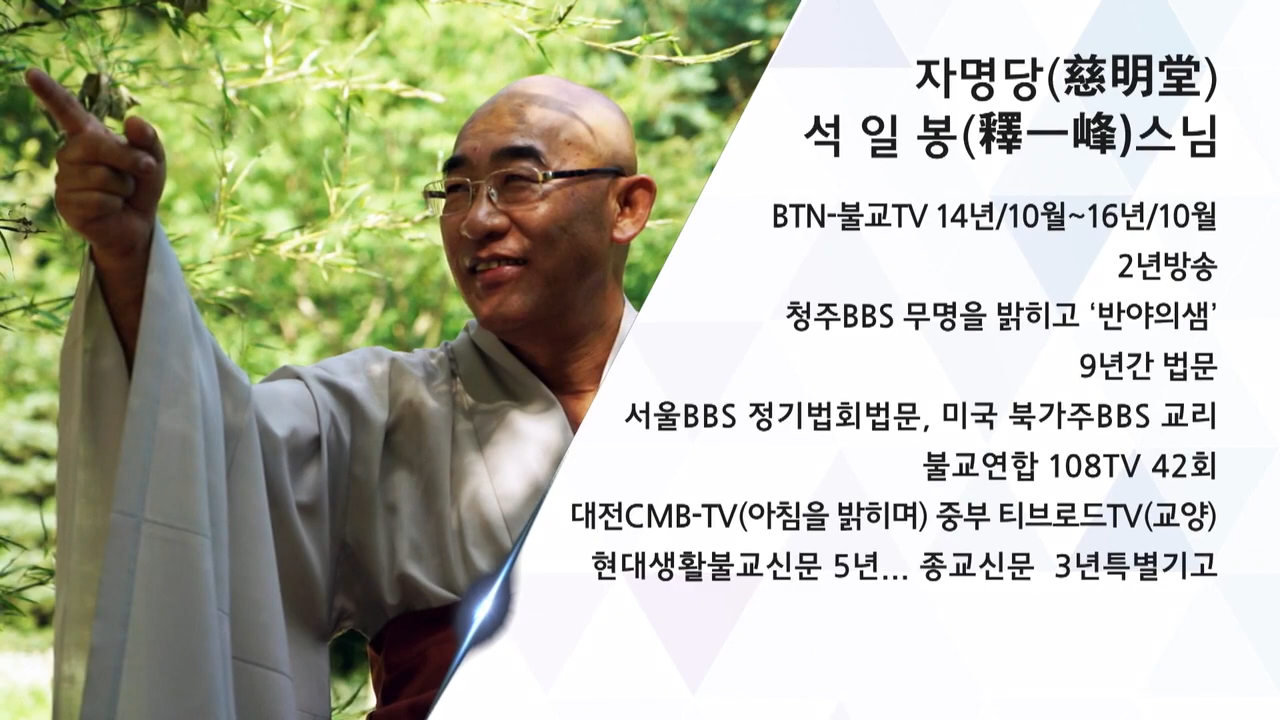 자명당(慈明堂)
석 일 봉(釋一峰)스님
BTN-불교TV 14년/10월~16년/10월
2년방송
청주BBS 무명을 밝히고 ‘반야의샘’
9년간 법문
서울BBS 정기법회법문, 미국 북가주BBS 교리
불교연합 108TV 42회
대전CMB-TV(아침을 밝히며) 중부 티브로드TV(교양)
현대생활불교신문 5년... 종교신문 3년특별기고